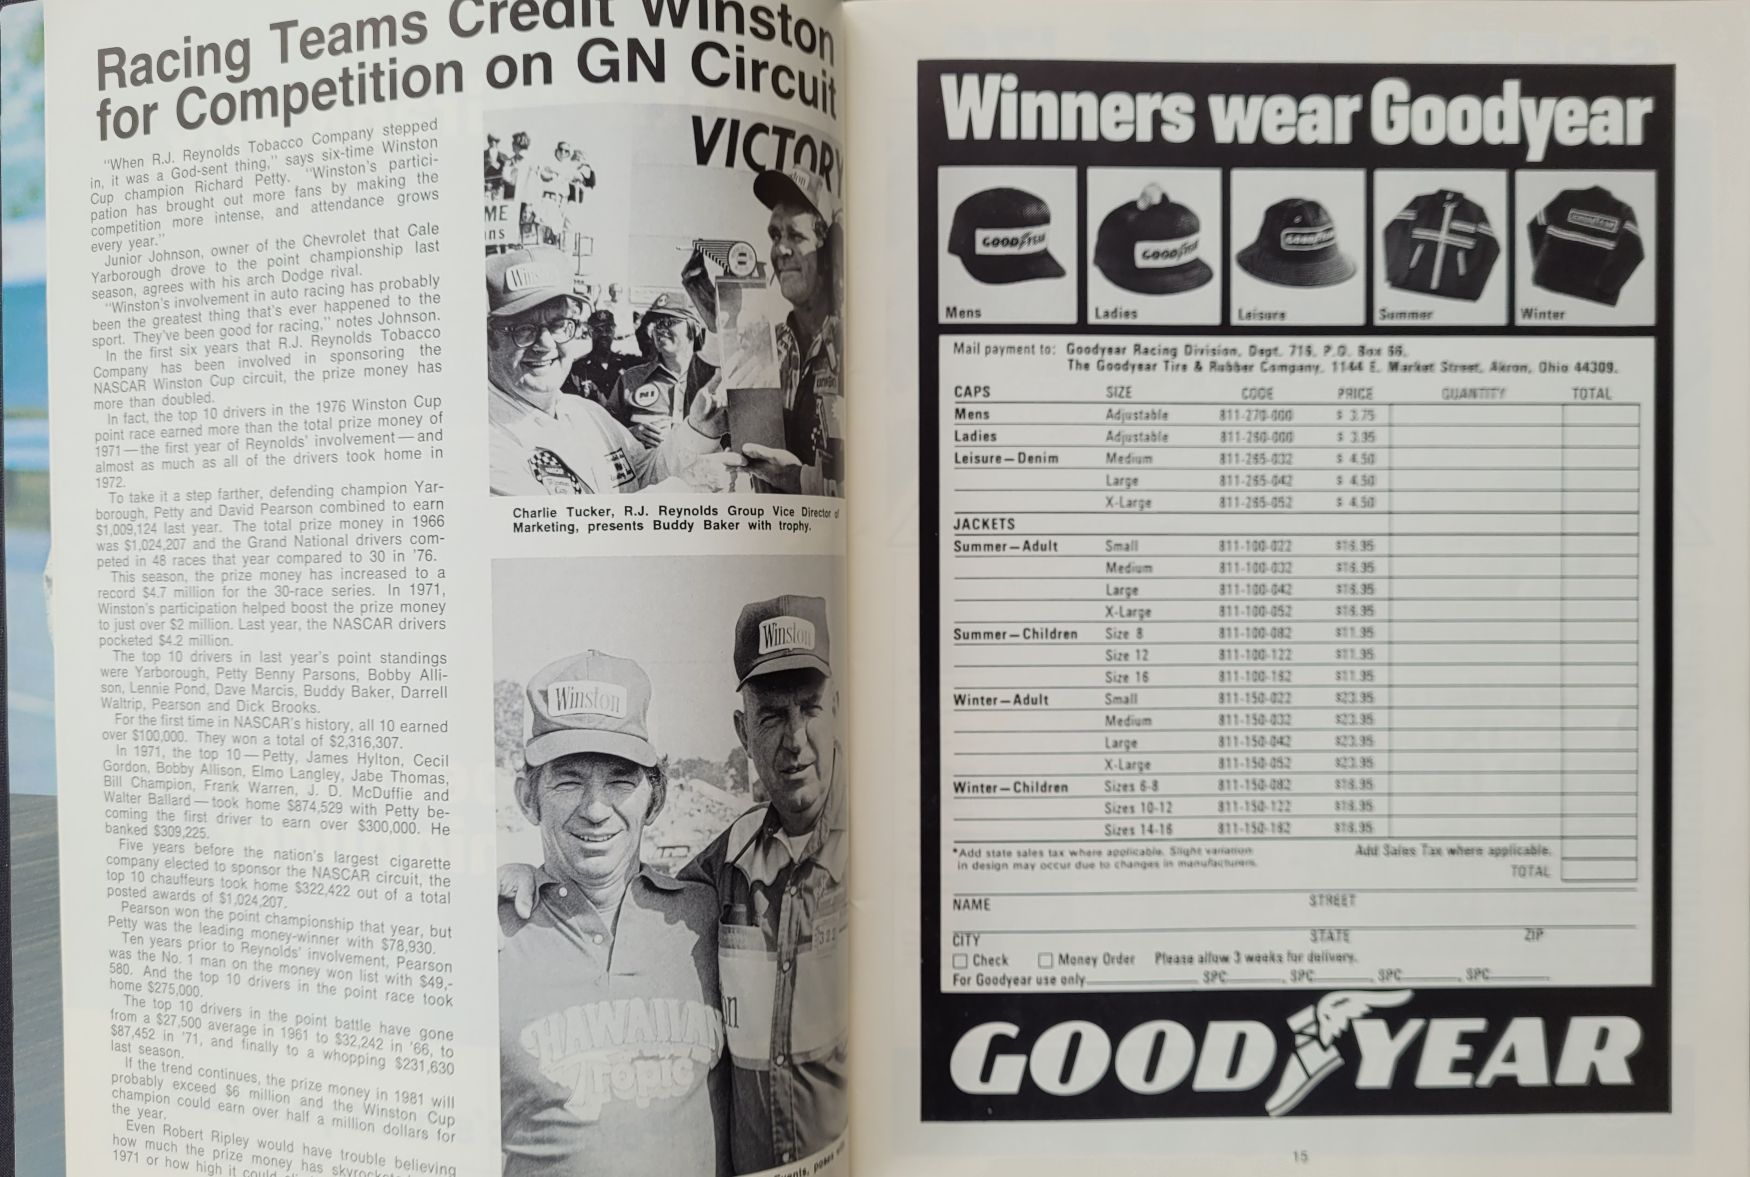 Racing Teams Credit Winston
for Competition on GN Circuit
"When R.J. Reynolds Tobacco Company stepped
in, it was a God-sent thing," says six-time Winston
Cup champion Richard Petty. "Winston's partici-
pation has brought out more fans by making the
competition more intense, and attendance grows
every year."
Junior Johnson, owner of the Chevrolet that Cale
Yarborough drove to the point championship last
season, agrees with his arch Dodge rival.
"Winston's involvement in auto racing has probably
been the greatest thing that's ever happened to the
sport. They've been good for racing," notes Johnson.
In the first six years that R.J. Reynolds Tobacco
Company has been involved in sponsoring the
NASCAR Winston Cup circuit, the prize money has
more than doubled.
In fact, the top 10 drivers in the 1976 Winston Cup
point race earned more than the total prize money of
1971—the first year of Reynolds' involvement—and
almost as much as all of the drivers took home in
1972.
To take it a step farther, defending champion Yar-
borough, Petty and David Pearson combined to earn
$1,009,124 last year. The total prize money in 1966
was $1,024,207 and the Grand National drivers com-
peted in 48 races that year compared to 30 in '76.
This season, the prize money has increased to a
record $4.7 million for the 30-race series. In 1971,
Winston's participation helped boost the prize money
to just over $2 million. Last year, the NASCAR drivers
pocketed $4.2 million.
The top 10 drivers in last year's point standings
were Yarborough, Petty Benny Parsons, Bobby Alli-
son, Lennie Pond, Dave Marcis, Buddy Baker, Darrell
Waltrip, Pearson and Dick Brooks.
For the first time in NASCAR's history, all 10 earned
over $100,000. They won a total of $2,316,307.
In 1971, the top 10—Petty, James Hylton, Cecil
Gordon, Bobby Allison, Elmo Langley, Jabe Thomas,
Bill Champion, Frank Warren, J. D. McDuffie and
Walter Ballard—took home $874,529 with Petty be-
coming the first driver to earn over $300,000. He
banked $309,225.
Five years before the nation's largest cigarette
company elected to sponsor the NASCAR circuit, the
top 10 chauffeurs took home $322,422 out of a total
posted awards of $1,024,207.
Pearson won the point championship that year, but
Petty was the leading money-winner with $78,930.
Ten years prior to Reynolds' involvement, Pearson
was the No. 1 man on the money won list with $49,-
580. And the top 10 drivers in the point race took
home $275,000.
The top 10 drivers in the point battle have gone
from a $27,500 average in 1961 to $32,242 in '66, to
$87,452 in '71, and finally to a whopping $231,630
last season.
If the trend continues, the prize money in 1981 will
probably exceed $6 million and the Winston Cup
champion could earn over half a million dollars for
the year.
Even Robert Ripley would have trouble believing
how much the prize money has skyrocketed
1971 or how high it could
VICTORY
ME
ns
Winston
Charlie Tucker, R.J. Reynolds Group Vice Director of
Marketing, presents Buddy Baker with trophy.
Winston
Winston
HAWAIIAN
Tropic
Events, poses
Winners wear Goodyear
GOODYEAR
GOODYEAR
GOODYEAR
GOODYEAR
Mens
Ladies
Leisure
Summer
Winter
Mail payment to: Goodyear Racing Division, Dept. 715, P.O. Box 66,
The Goodyear Tire & Rubber Company, 1144 E. Market Street, Akron, Ohio 44309.
CAPS SIZE CODE PRICE QUANTITY TOTAL
Mens Adjustable 811-270-000 $ 3.75
Ladies Adjustable 811-260-000 $ 3.95
Leisure—Denim Medium 811-265-032 $ 4.50
Large 811-265-042 $ 4.50
X-Large 811-265-052 $ 4.50
JACKETS
Summer—Adult Small 811-100-022 $15.95
Medium 811-100-032 $15.95
Large 811-100-042 $15.95
X-Large 811-100-052 $15.95
Summer—Children Size 8 811-100-082 $11.95
Size 12 811-100-122 $11.95
Size 16 811-100-162 $11.95
Winter—Adult Small 811-150-022 $23.95
Medium 811-150-032 $23.95
Large 811-150-042 $23.95
X-Large 811-150-052 $23.95
Winter—Children Sizes 6-8 811-150-082 $18.95
Sizes 10-12 811-150-122 $18.95
Sizes 14-16 811-150-162 $18.95
*Add state sales tax where applicable. Slight variation
in design may occur due to changes in manufacturers.
Add Sales Tax where applicable.
TOTAL
NAME STREET
CITY STATE ZIP
Check Money Order Please allow 3 weeks for delivery.
For Goodyear use only SPC , SPC , SPC , SPC
GOODYEAR
15